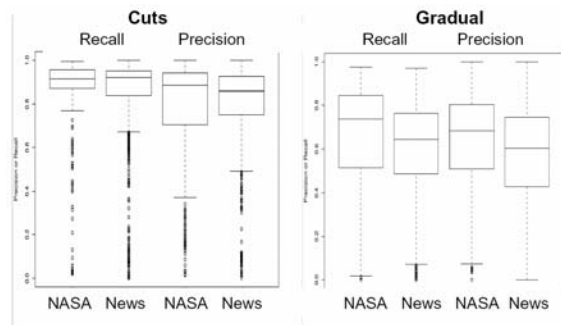 Cuts
Recall Precision
Precision or Recall
1.0
0.8
0.6
0.4
0.2
0.0
NASA News NASA News
Gradual
Recall Precision
Precision or Recall
1.0
0.8
0.6
0.4
0.2
0.0
NASA News NASA News